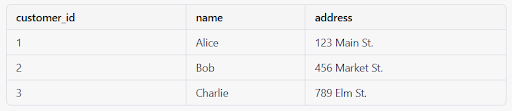 customer_id name address
1 Alice 123 Main St.
2 Bob 456 Market St.
3 Charlie 789 Elm St.